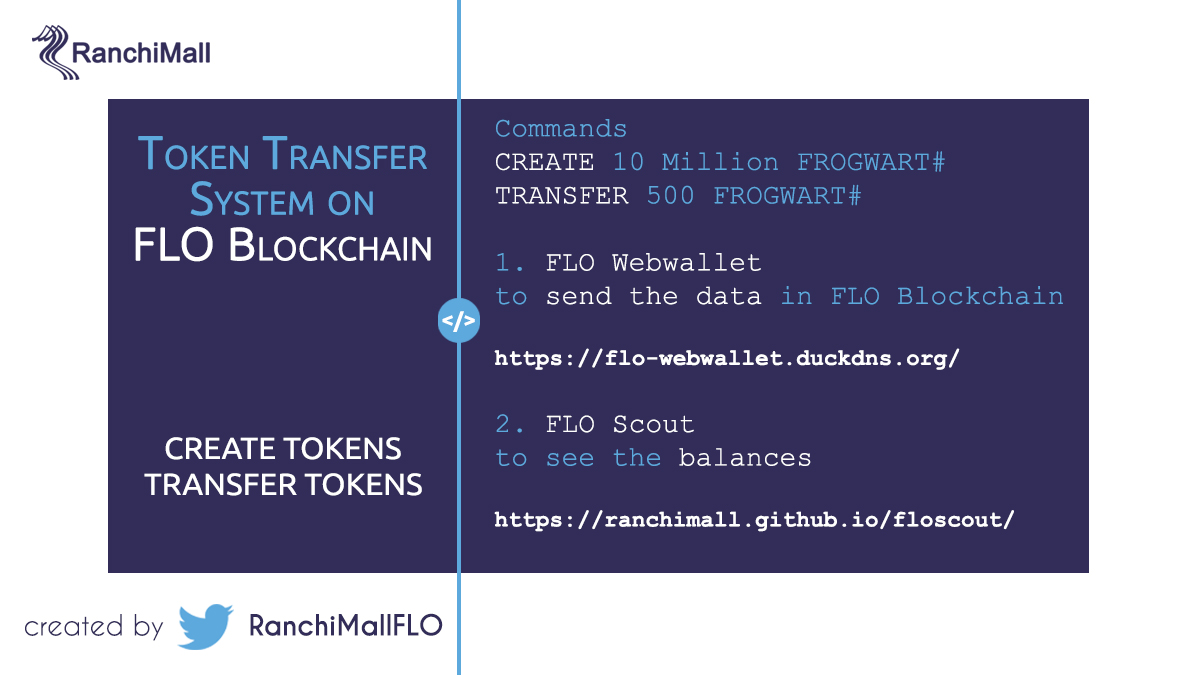 RanchiMall
TOKEN TRANSFER
SYSTEM ON
FLO BLOCKCHAIN
CREATE TOKENS
TRANSFER TOKENS
</>
Commands
CREATE 10 Million FROGWART#
TRANSFER 500 FROGWART#
1. FLO Webwallet
to send the data in FLO Blockchain
https://flo-webwallet.duckdns.org/
2. FLO Scout
to see the balances
https://ranchimall.github.io/floscout/
created by RanchiMallFLO